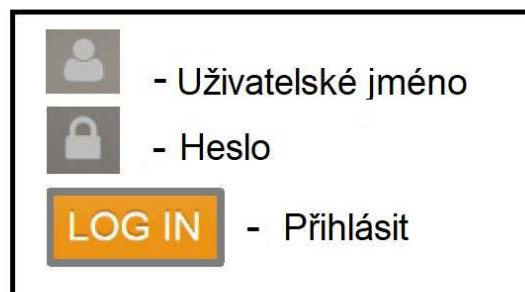 - Uživatelské jméno
- Heslo
LOG IN - Přihlásit